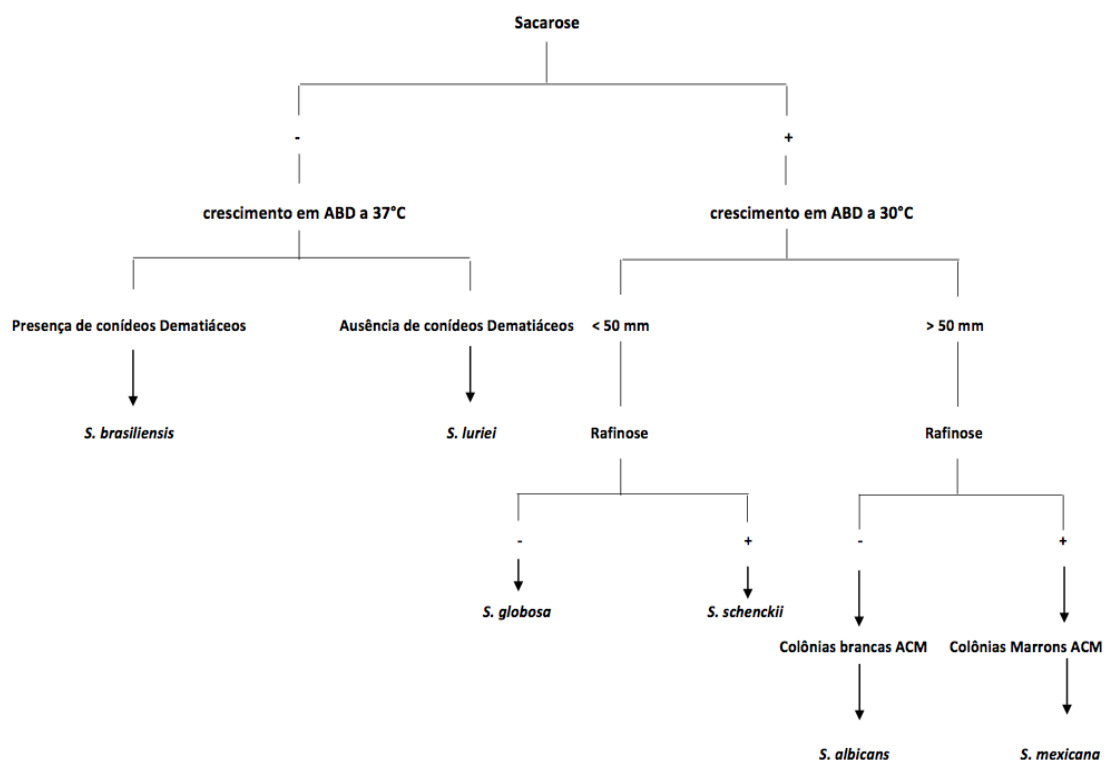 Sacarose
-
+
crescimento em ABD a 37°C
crescimento em ABD a 30°C
Presença de conídeos Dematiáceos
Ausência de conídeos Dematiáceos
< 50 mm
> 50 mm
S. brasiliensis
S. luriei
Rafinose
Rafinose
-
+
-
+
S. globosa
S. schenckii
Colônias brancas ACM
Colônias Marrons ACM
S. albicans
S. mexicana